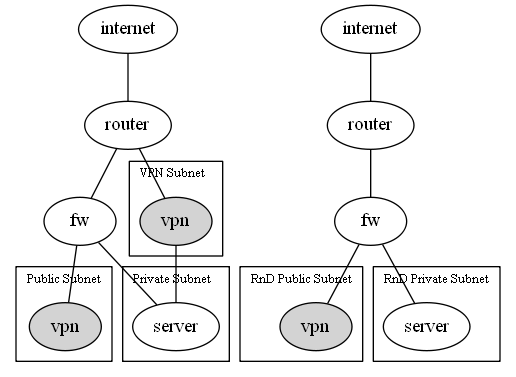 internet
internet
router
router
VPN Subnet
fw
vpn
fw
Public Subnet
Private Subnet
RnD Public Subnet
RnD Private Subnet
vpn
server
vpn
server